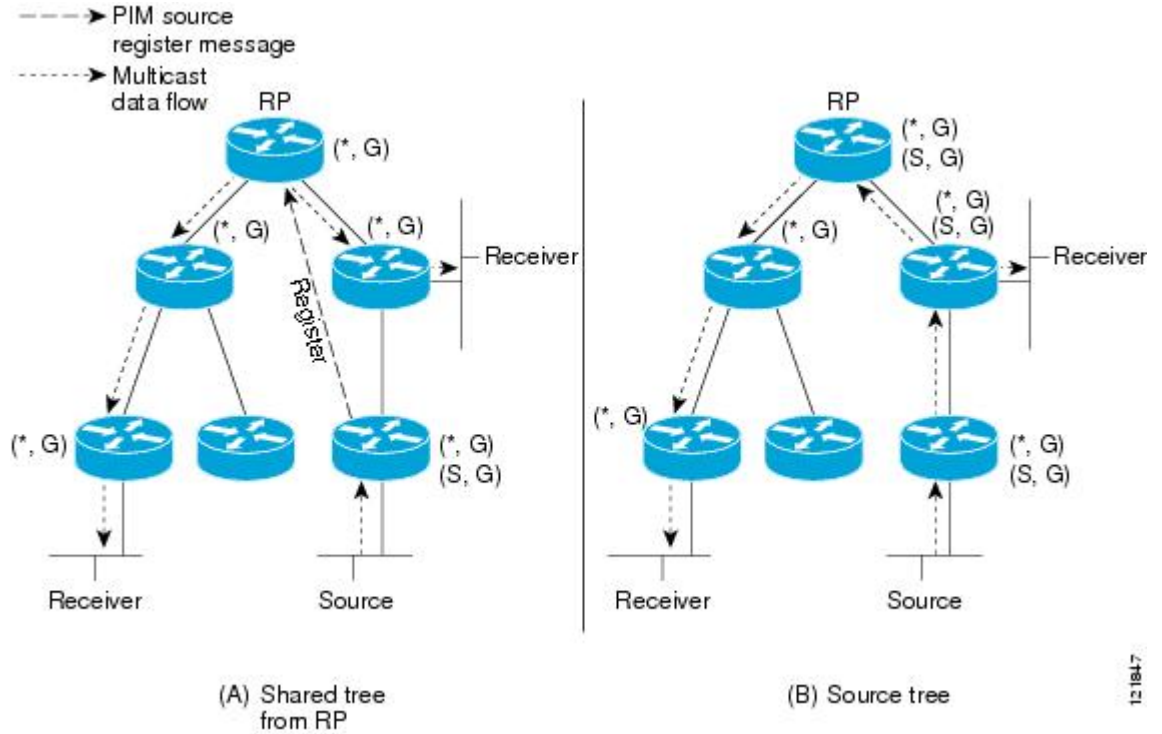 PIM source
register message
Multicast
data flow
RP
(*, G)
(*, G)
(*, G)
Receiver
Register
(*, G)
(*, G)
(S, G)
Receiver
Source
(A) Shared tree
from RP
RP
(*, G)
(S, G)
(*, G)
(*, G)
(S, G)
Receiver
(*, G)
(*, G)
(S, G)
Receiver
Source
(B) Source tree
121847